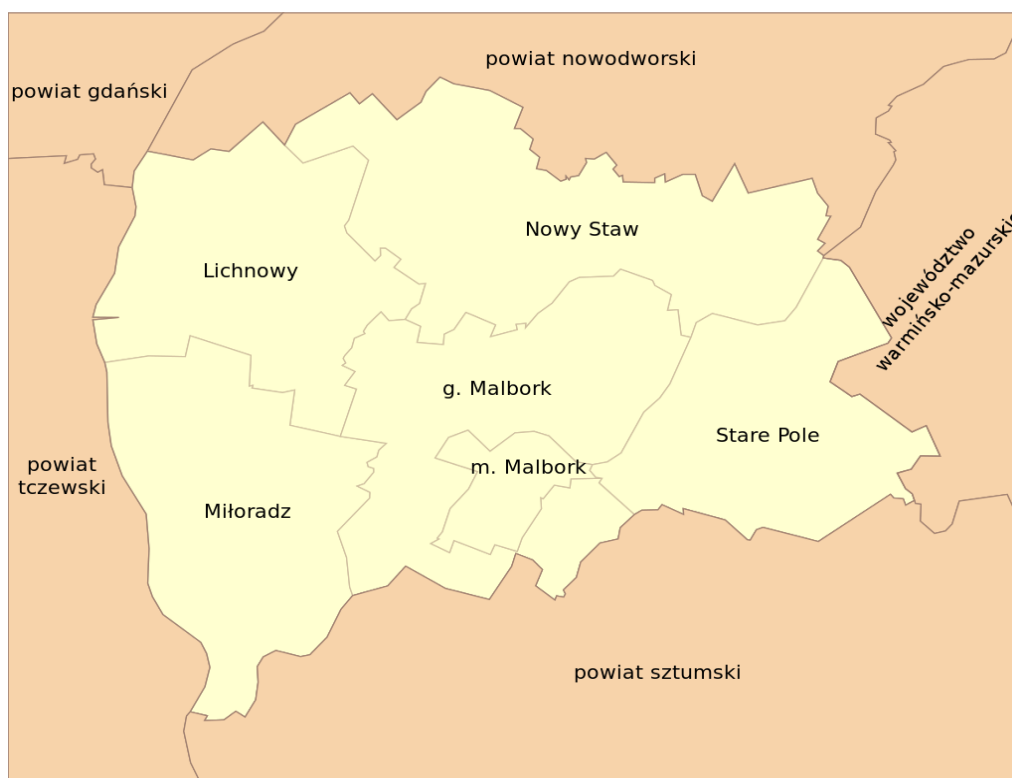 powiat nowodworski
powiat gdański
Nowy Staw
Lichnowy
województwo
warmińsko-mazurskie
g. Malbork
Stare Pole
m. Malbork
powiat
tczewski
Miłoradz
powiat sztumski